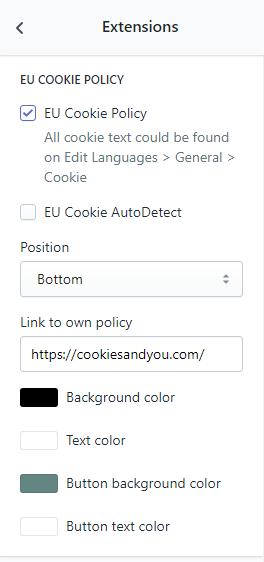 Extensions
EU COOKIE POLICY
EU Cookie Policy
All cookie text could be found
on Edit Languages > General >
Cookie
EU Cookie AutoDetect
Position
Bottom
Link to own policy
https://cookiesandyou.com/
Background color
Text color
Button background color
Button text color